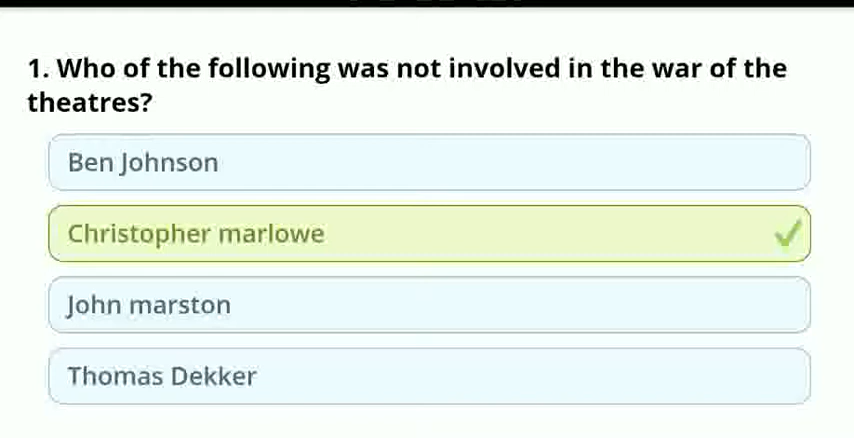 1. Who of the following was not involved in the war of the
theatres?
Ben Johnson
Christopher marlowe
John marston
Thomas Dekker